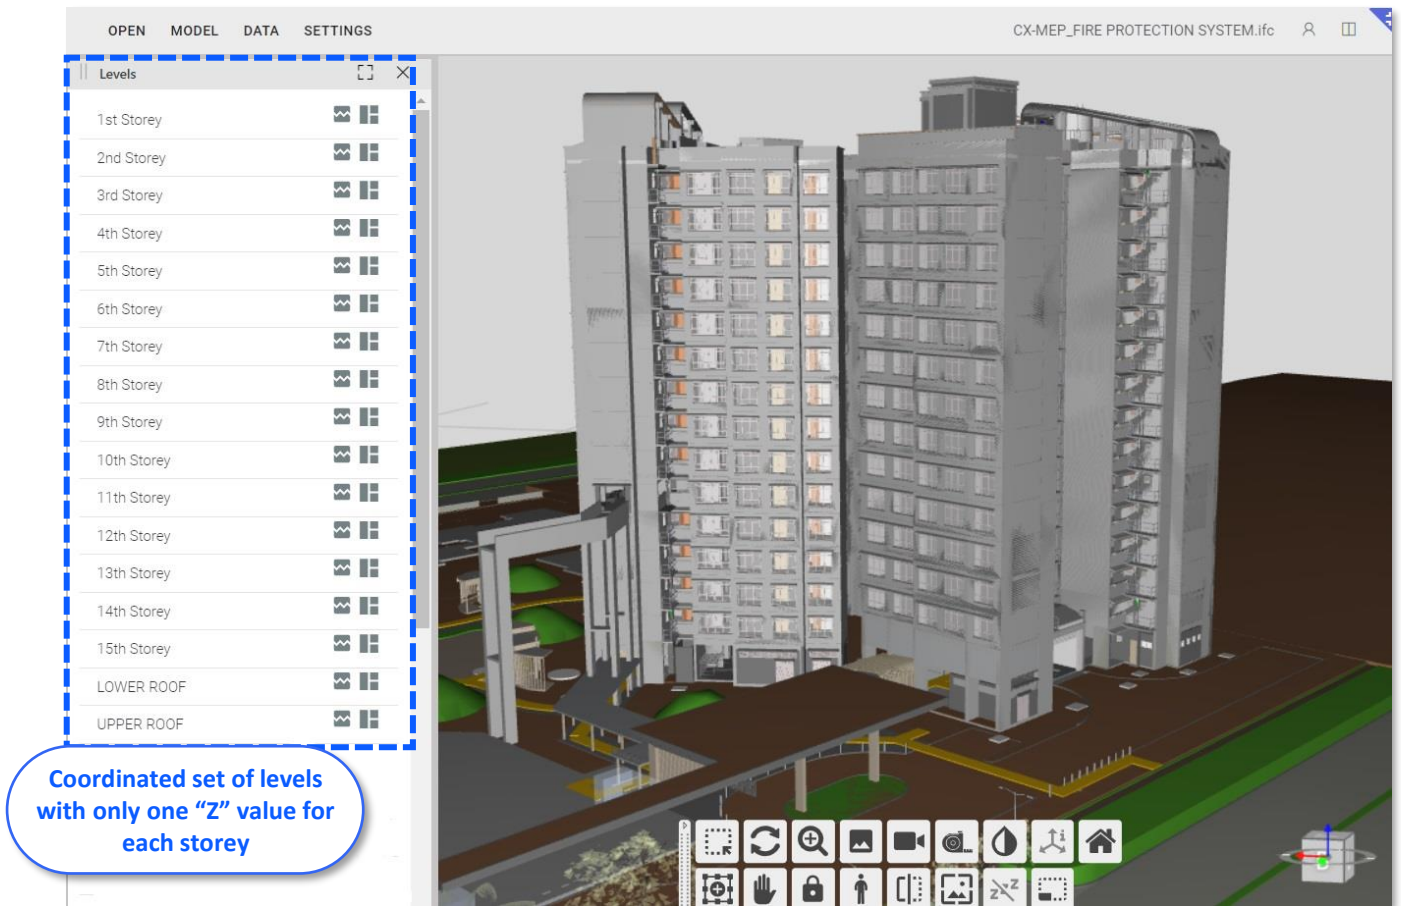 OPEN MODEL DATA SETTINGS CX-MEP_FIRE PROTECTION SYSTEM.ifc
Levels
1st Storey
2nd Storey
3rd Storey
4th Storey
5th Storey
6th Storey
7th Storey
8th Storey
9th Storey
10th Storey
11th Storey
12th Storey
13th Storey
14th Storey
15th Storey
LOWER ROOF
UPPER ROOF
Coordinated set of levels
with only one “Z” value for
each storey